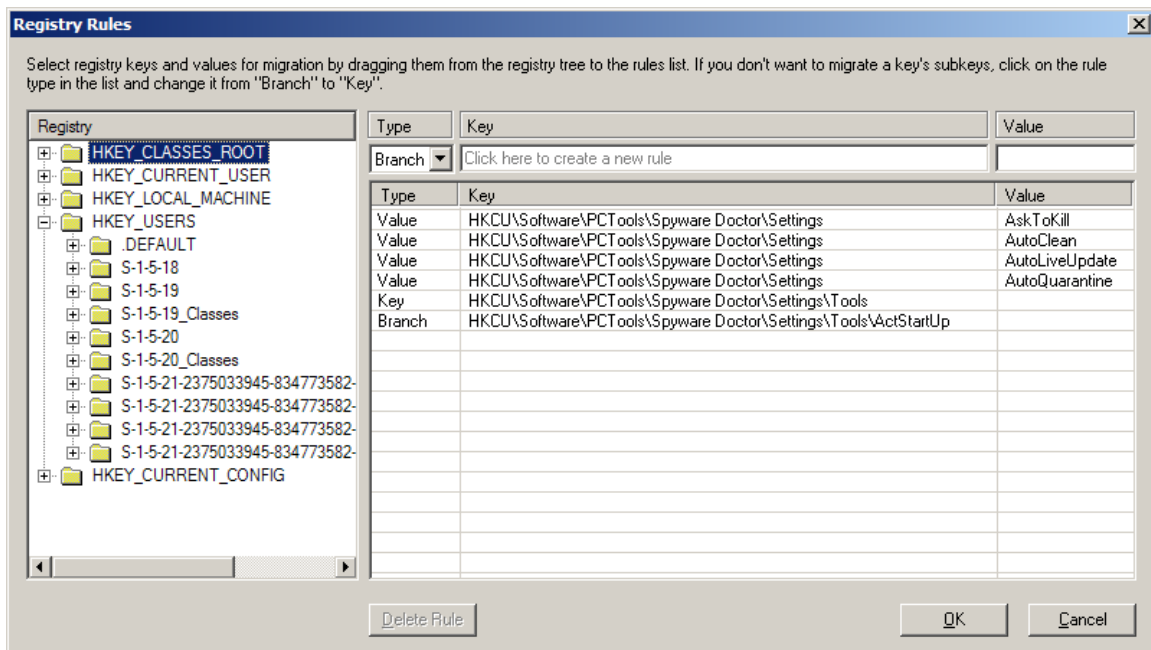 Registry Rules
Select registry keys and values for migration by dragging them from the registry tree to the rules list. If you don't want to migrate a key's subkeys, click on the rule
type in the list and change it from "Branch" to "Key".
Registry
HKEY_CLASSES_ROOT
HKEY_CURRENT_USER
HKEY_LOCAL_MACHINE
HKEY_USERS
.DEFAULT
S-1-5-18
S-1-5-19
S-1-5-19_Classes
S-1-5-20
S-1-5-20_Classes
S-1-5-21-2375033945-834773582-
S-1-5-21-2375033945-834773582-
S-1-5-21-2375033945-834773582-
S-1-5-21-2375033945-834773582-
HKEY_CURRENT_CONFIG
Type Key Value
Branch Click here to create a new rule
Type Key Value
Value HKCU\Software\PCTools\Spyware Doctor\Settings AskToKill
Value HKCU\Software\PCTools\Spyware Doctor\Settings AutoClean
Value HKCU\Software\PCTools\Spyware Doctor\Settings AutoLiveUpdate
Value HKCU\Software\PCTools\Spyware Doctor\Settings AutoQuarantine
Key HKCU\Software\PCTools\Spyware Doctor\Settings\Tools
Branch HKCU\Software\PCTools\Spyware Doctor\Settings\Tools\ActStartUp
Delete Rule
OK
Cancel